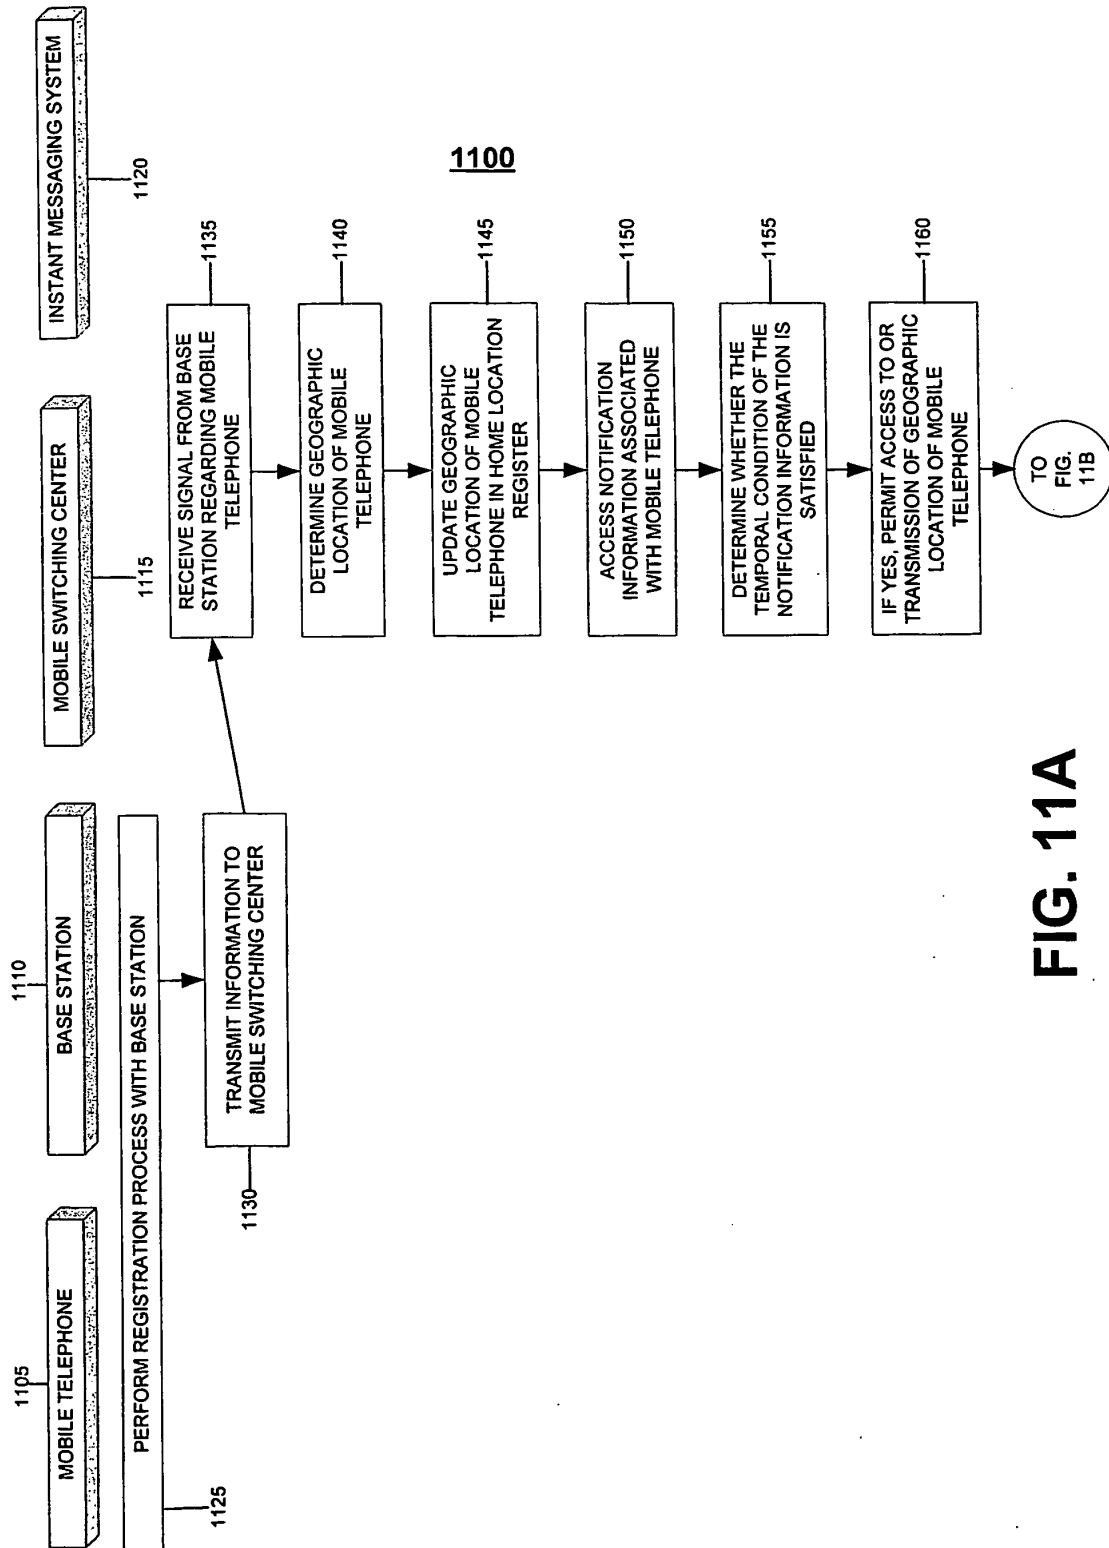 1105
MOBILE TELEPHONE
1110
BASE STATION
MOBILE SWITCHING CENTER
1115
INSTANT MESSAGING SYSTEM
1120
PERFORM REGISTRATION PROCESS WITH BASE STATION
1125
TRANSMIT INFORMATION TO
MOBILE SWITCHING CENTER
1130
RECEIVE SIGNAL FROM BASE
STATION REGARDING MOBILE
TELEPHONE
1135
DETERMINE GEOGRAPHIC
LOCATION OF MOBILE
TELEPHONE
1140
UPDATE GEOGRAPHIC
LOCATION OF MOBILE
TELEPHONE IN HOME LOCATION
REGISTER
1145
ACCESS NOTIFICATION
INFORMATION ASSOCIATED
WITH MOBILE TELEPHONE
1150
DETERMINE WHETHER THE
TEMPORAL CONDITION OF THE
NOTIFICATION INFORMATION IS
SATISFIED
1155
IF YES, PERMIT ACCESS TO OR
TRANSMISSION OF GEOGRAPHIC
LOCATION OF MOBILE
TELEPHONE
1160
TO
FIG.
11B
1100
FIG. 11A